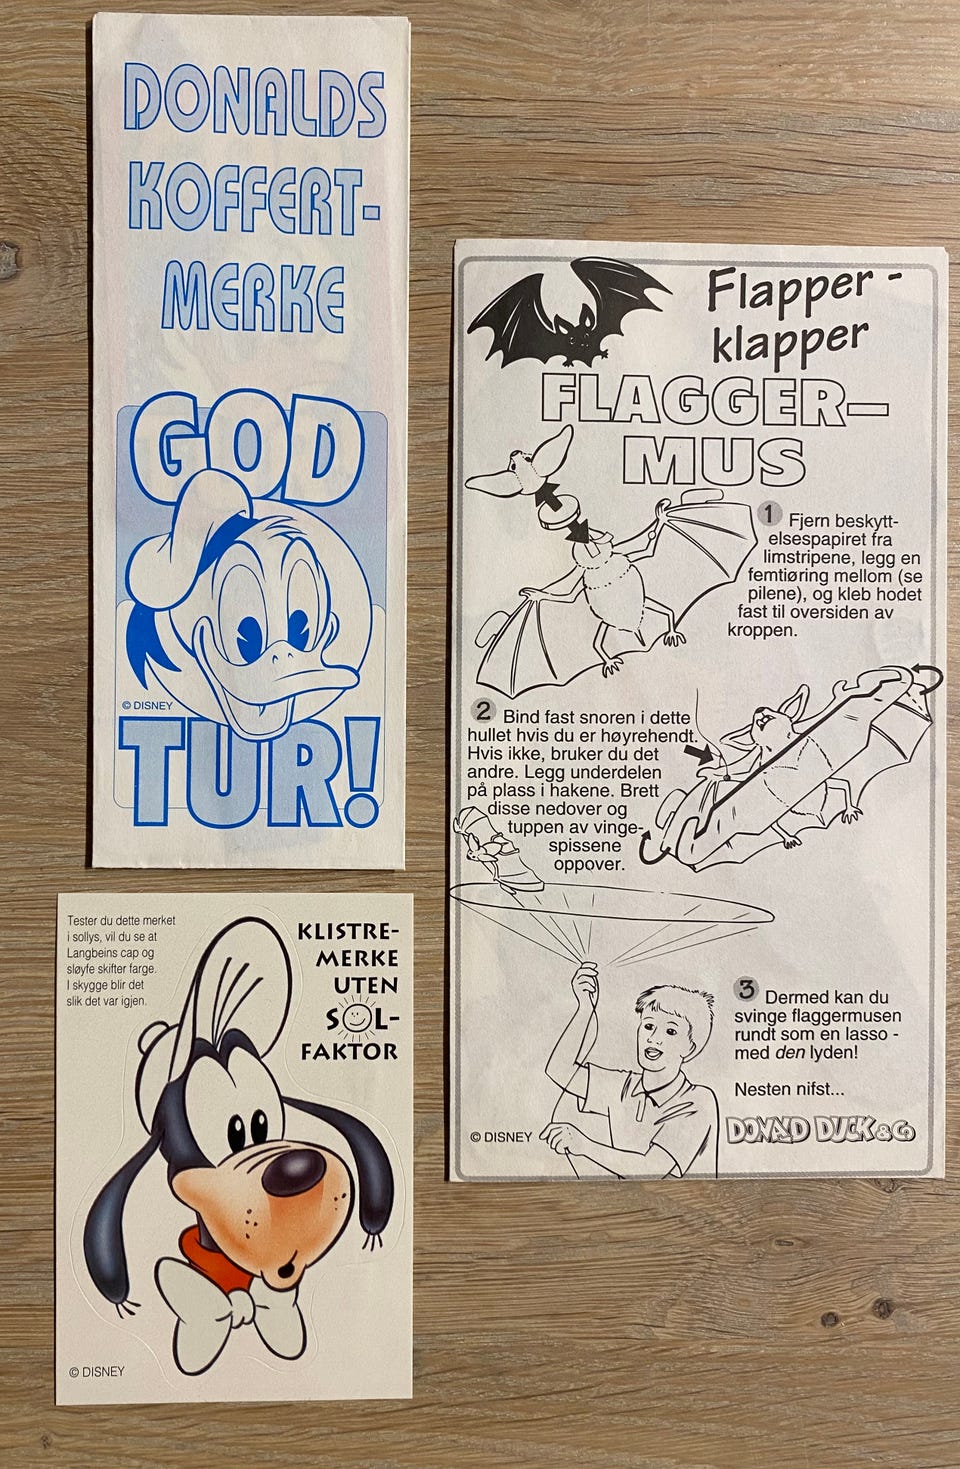 DONALDS
KOFFERT-
MERKE
GOD
© DISNEY
TUR!
Flapper-
klapper
FLAGGER-
MUS
1 Fjern beskytt-
elsespapiret fra
limstripene, legg en
femtiøring mellom (se
pilene), og kleb hodet
fast til oversiden av
kroppen.
2 Bind fast snoren i dette
hullet hvis du er høyrehendt.
Hvis ikke, bruker du det
andre. Legg underdelen
på plass i hakene. Brett
disse nedover og
tuppen av vinge-
spissene
oppover.
3 Dermed kan du
svinge flaggermusen
rundt som en lasso -
med den lyden!
Nesten nifst...
© DISNEY
DONALD DUCK & Co
Tester du dette merket
i sollys, vil du se at
Langbeins cap og
sløyfe skifter farge.
I skygge blir det
slik det var igjen.
KLISTRE-
MERKE
UTEN
SOL-
FAKTOR
© DISNEY